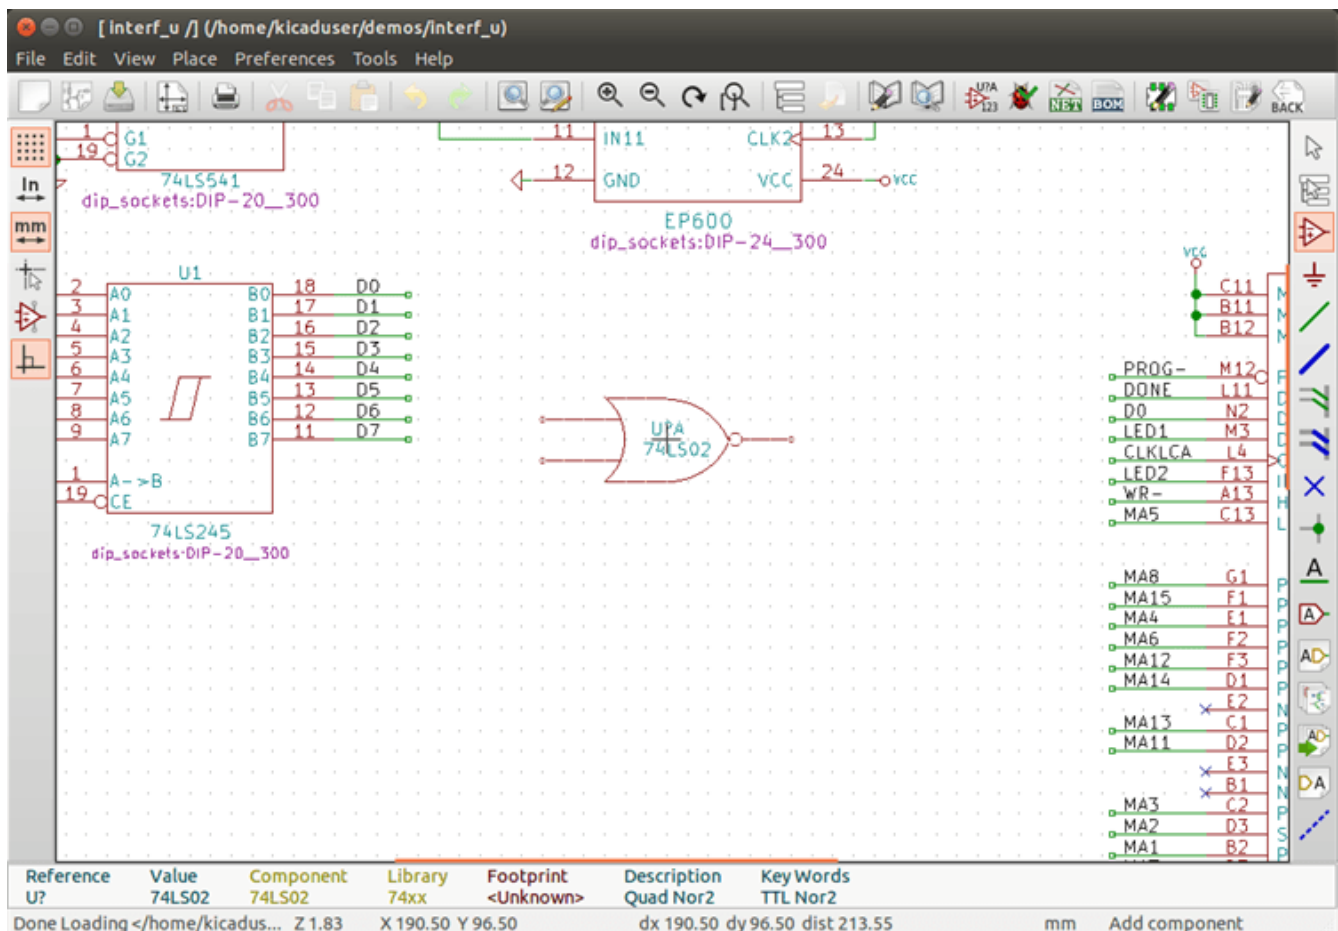 [ interf_u /] (/home/kicaduser/demos/interf_u)
File Edit View Place Preferences Tools Help
U?A
123
NET
BOM
BACK
In
mm
1 G1
19 G2
74LS541
dip_sockets:DIP-20__300
11 IN11 CLK2 13
12 GND VCC 24 VCC
EP600
dip_sockets:DIP-24__300
U1
2 A0 B0 18 D0
3 A1 B1 17 D1
4 A2 B2 16 D2
5 A3 B3 15 D3
6 A4 B4 14 D4
7 A5 B5 13 D5
8 A6 B6 12 D6
9 A7 B7 11 D7
1 A->B
19 CE
74LS245
dip_sockets:DIP-20__300
U?A
74LS02
VCC
C11 M
B11 M
B12 M
PROG- M12
DONE L11
D0 N2
LED1 M3
CLKLCA L4
LED2 F13
WR- A13 H
MA5 C13 L
MA8 G1 P
MA15 F1 P
MA4 E1 P
MA6 F2 P
MA12 F3 P
MA14 D1 P
E2 N
MA13 C1 P
MA11 D2 P
E3 N
B1 N
MA3 C2 P
MA2 D3 S
MA1 B2 P
A
A
AD
AD
DA
Reference Value Component Library Footprint Description Key Words
U? 74LS02 74LS02 74xx <Unknown> Quad Nor2 TTL Nor2
Done Loading </home/kicadus... Z 1.83 X 190.50 Y 96.50 dx 190.50 dy 96.50 dist 213.55 mm Add component